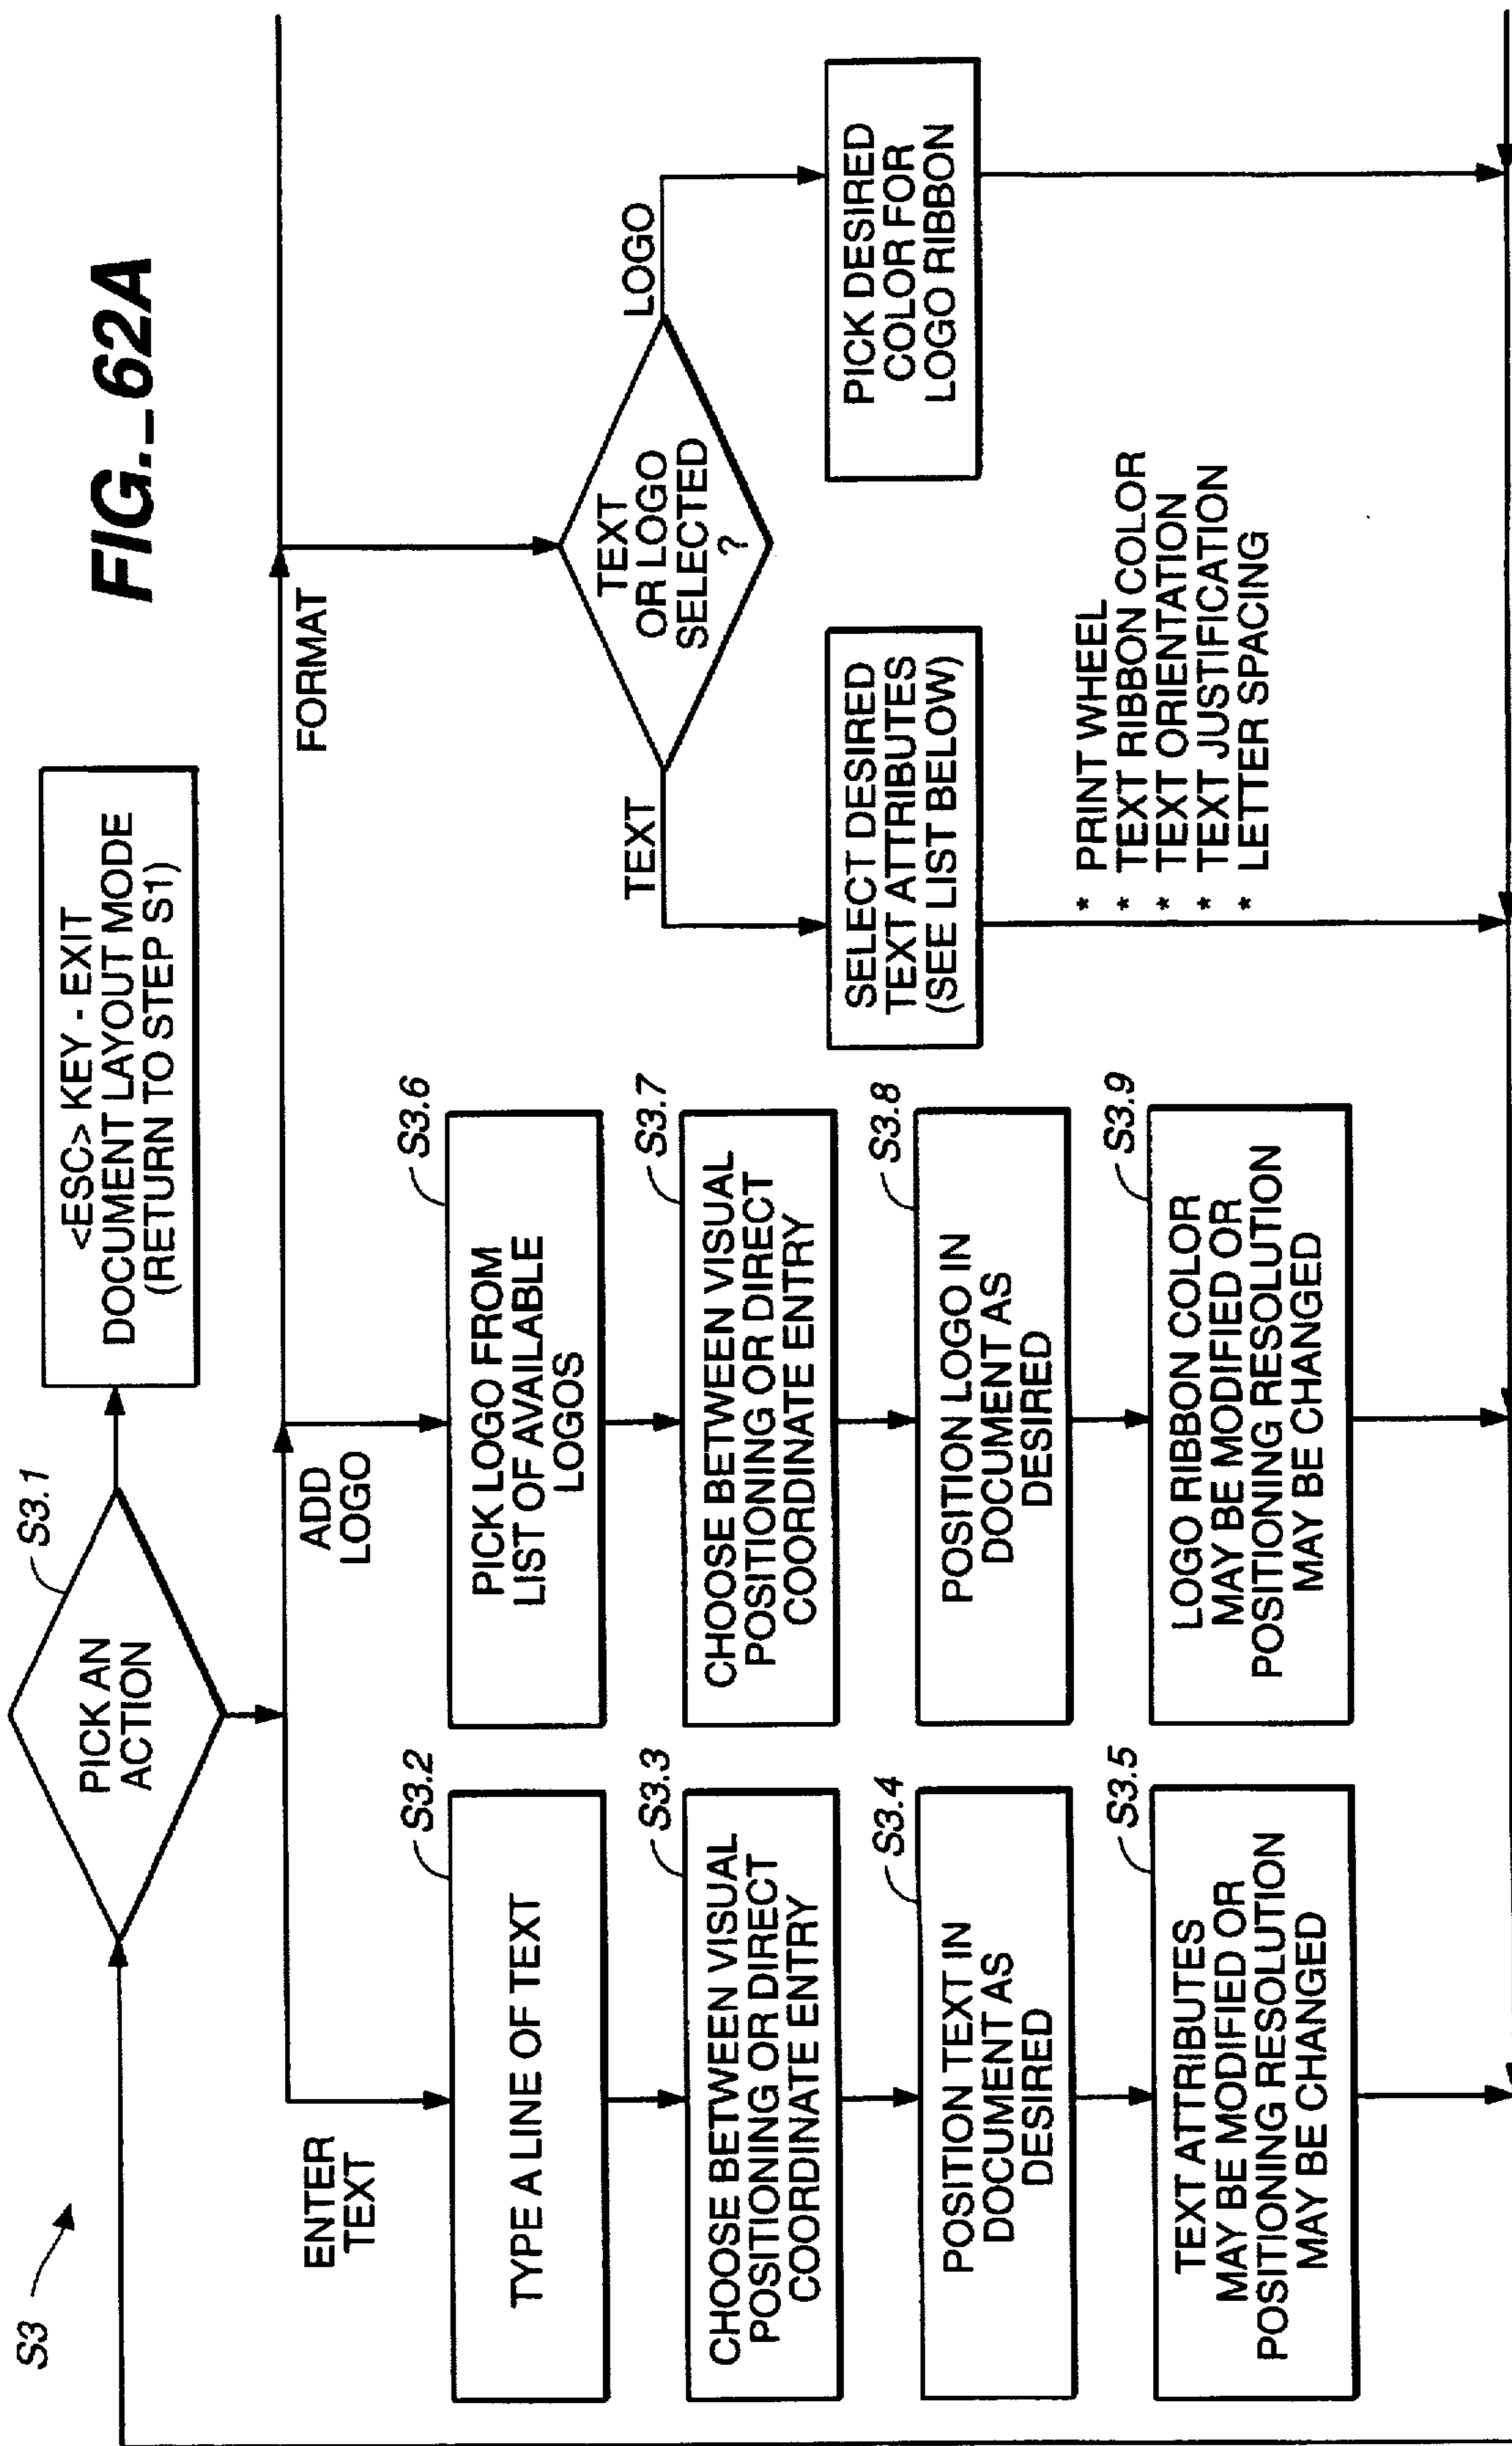 FIG._62A
S3
S3.1
PICK AN
ACTION
<ESC> KEY - EXIT
DOCUMENT LAYOUT MODE
(RETURN TO STEP S1)
ENTER
TEXT
S3.2
TYPE A LINE OF TEXT
S3.3
CHOOSE BETWEEN VISUAL
POSITIONING OR DIRECT
COORDINATE ENTRY
S3.4
POSITION TEXT IN
DOCUMENT AS
DESIRED
S3.5
TEXT ATTRIBUTES
MAY BE MODIFIED OR
POSITIONING RESOLUTION
MAY BE CHANGED
ADD
LOGO
S3.6
PICK LOGO FROM
LIST OF AVAILABLE
LOGOS
S3.7
CHOOSE BETWEEN VISUAL
POSITIONING OR DIRECT
COORDINATE ENTRY
S3.8
POSITION LOGO IN
DOCUMENT AS
DESIRED
S3.9
LOGO RIBBON COLOR
MAY BE MODIFIED OR
POSITIONING RESOLUTION
MAY BE CHANGED
FORMAT
TEXT
OR LOGO
SELECTED
?
TEXT
SELECT DESIRED
TEXT ATTRIBUTES
(SEE LIST BELOW)
* PRINT WHEEL
* TEXT RIBBON COLOR
* TEXT ORIENTATION
* TEXT JUSTIFICATION
* LETTER SPACING
LOGO
PICK DESIRED
COLOR FOR
LOGO RIBBON